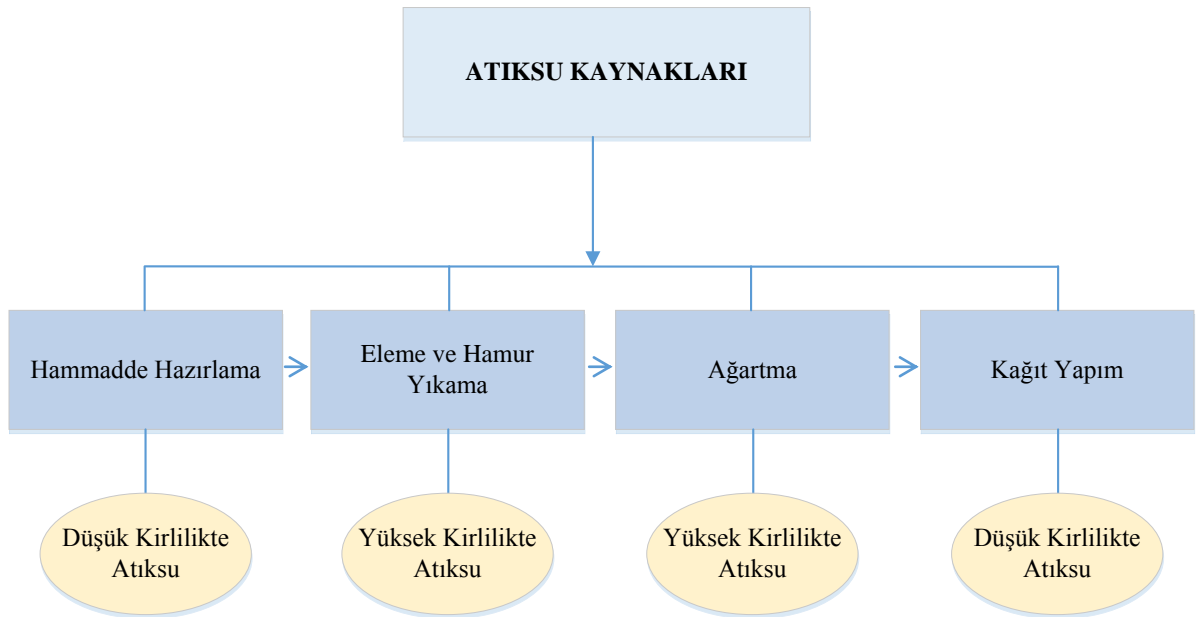 ATIKSU KAYNAKLARI
Hammadde Hazırlama
Eleme ve Hamur
Yıkama
Ağartma
Kağıt Yapım
Düşük Kirlilikte
Atıksu
Yüksek Kirlilikte
Atıksu
Yüksek Kirlilikte
Atıksu
Düşük Kirlilikte
Atıksu